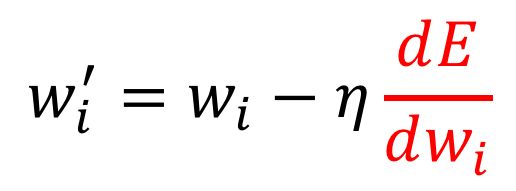 w′ᵢ = wᵢ − η dE/dwᵢ